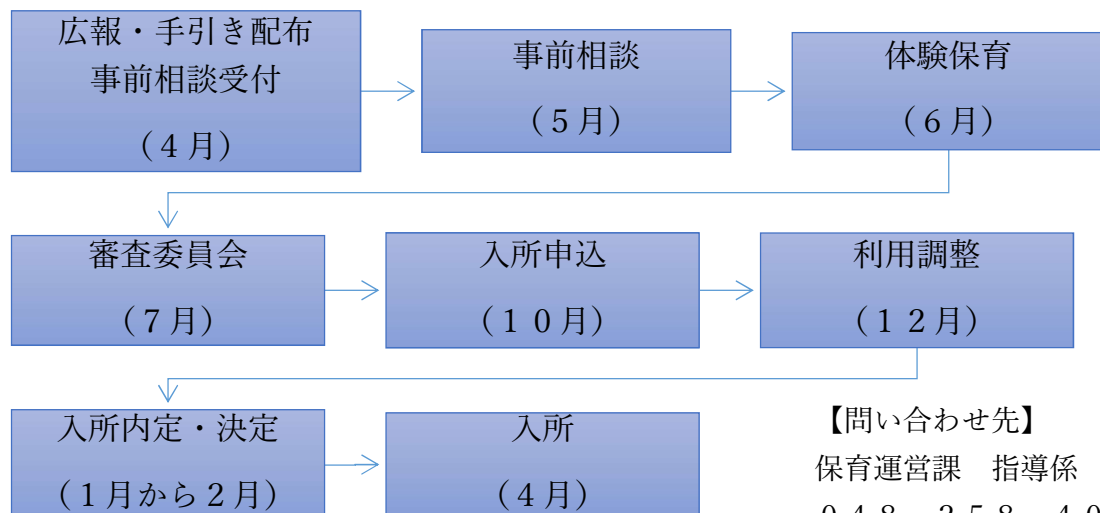 広報・手引き配布
事前相談受付
（４月）
事前相談
（５月）
体験保育
（６月）
審査委員会
（７月）
入所申込
（１０月）
利用調整
（１２月）
入所内定・決定
（１月から２月）
入所
（４月）
【問い合わせ先】
保育運営課　指導係